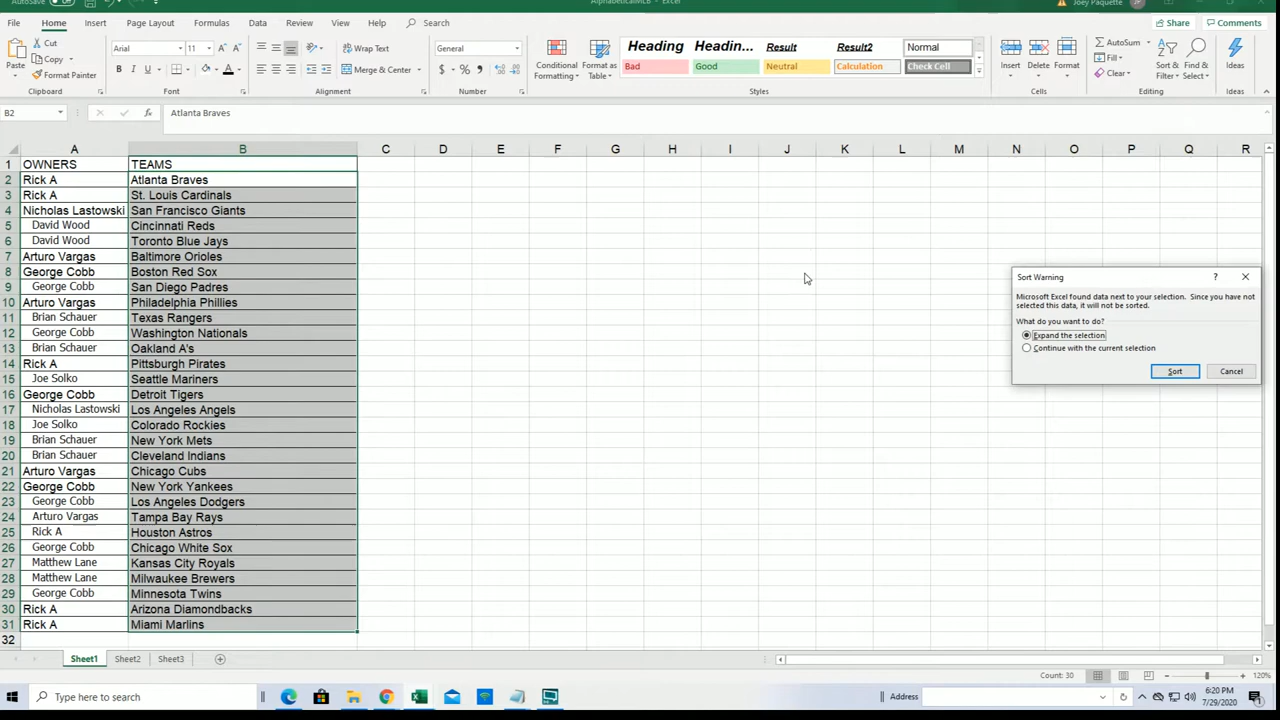 AutoSave Off AlphabeticalMLB - Excel Joey Paquette JP
File Home Insert Page Layout Formulas Data Review View Help Search Share Comments
Paste Cut Copy Format Painter Clipboard
Arial 11 A A B I U A Font
Wrap Text Merge & Center Alignment
General $ % Number
Conditional Formatting Format as Table
Heading Headin... Result Result2 Normal
Bad Good Neutral Calculation Check Cell
Styles
Insert Delete Format Cells
AutoSum Fill Clear Sort & Filter Find & Select Editing
Ideas Ideas
B2 fx Atlanta Braves
A B C D E F G H I J K L M N O P Q R
1 OWNERS TEAMS
2 Rick A Atlanta Braves
3 Rick A St. Louis Cardinals
4 Nicholas Lastowski San Francisco Giants
5 David Wood Cincinnati Reds
6 David Wood Toronto Blue Jays
7 Arturo Vargas Baltimore Orioles
8 George Cobb Boston Red Sox
9 George Cobb San Diego Padres
10 Arturo Vargas Philadelphia Phillies
11 Brian Schauer Texas Rangers
12 George Cobb Washington Nationals
13 Brian Schauer Oakland A's
14 Rick A Pittsburgh Pirates
15 Joe Solko Seattle Mariners
16 George Cobb Detroit Tigers
17 Nicholas Lastowski Los Angeles Angels
18 Joe Solko Colorado Rockies
19 Brian Schauer New York Mets
20 Brian Schauer Cleveland Indians
21 Arturo Vargas Chicago Cubs
22 George Cobb New York Yankees
23 George Cobb Los Angeles Dodgers
24 Arturo Vargas Tampa Bay Rays
25 Rick A Houston Astros
26 George Cobb Chicago White Sox
27 Matthew Lane Kansas City Royals
28 Matthew Lane Milwaukee Brewers
29 George Cobb Minnesota Twins
30 Rick A Arizona Diamondbacks
31 Rick A Miami Marlins
32
Sort Warning ?
Microsoft Excel found data next to your selection. Since you have
not selected this data, it will not be sorted.
What do you want to do?
Expand the selection
Continue with the current selection
Sort Cancel
Sheet1 Sheet2 Sheet3
Count: 30 120%
Type here to search Address 6:20 PM
7/29/2020